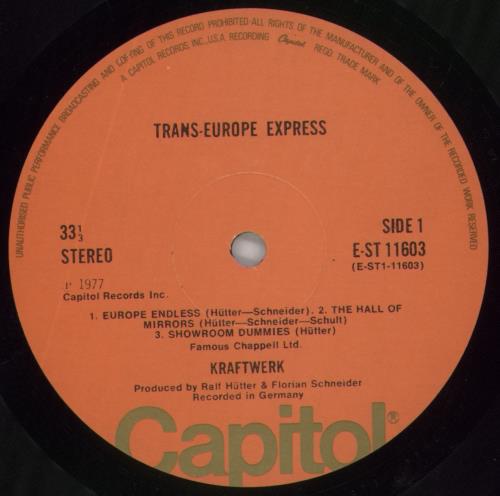 UNAUTHORISED PUBLIC PERFORMANCE BROADCASTING AND COPYING OF THIS RECORD PROHIBITED ALL RIGHTS OF THE MANUFACTURER AND OF THE OWNER OF THE RECORDED WORK RESERVED
A CAPITOL RECORDS INC., U.S.A. RECORDING Capitol REGD. TRADE MARK
TRANS-EUROPE EXPRESS
33⅓ SIDE 1
STEREO E-ST 11603
(E-ST1-11603)
P 1977
Capitol Records Inc.
1. EUROPE ENDLESS (Hütter—Schneider). 2. THE HALL OF
MIRRORS (Hütter—Schneider—Schult)
3. SHOWROOM DUMMIES (Hütter)
Famous Chappell Ltd.
KRAFTWERK
Produced by Ralf Hütter & Florian Schneider
Recorded in Germany
Capitol®